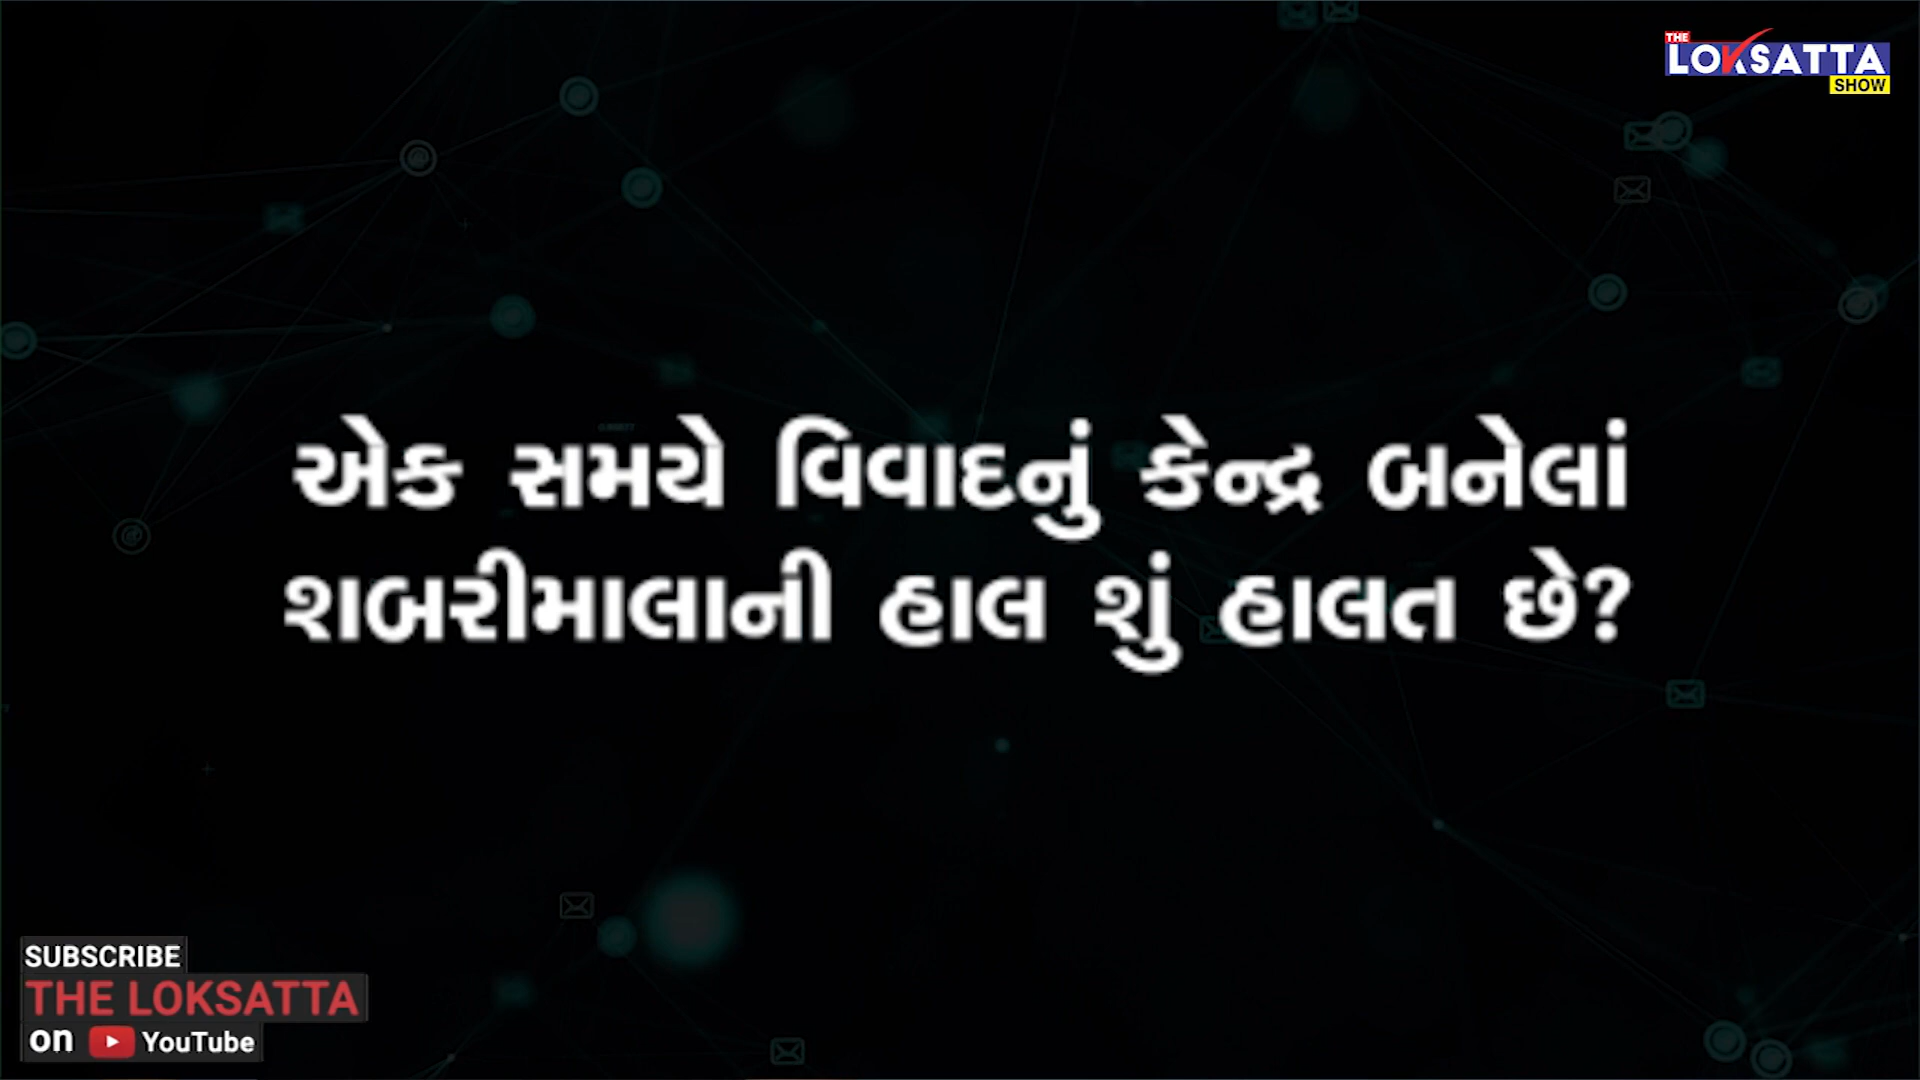 THE
LOKSATTA
SHOW
એક સમયે વિવાદનું કેન્દ્ર બનેલાં
શબરીમાલાની હાલ શું હાલત છે?
SUBSCRIBE
THE LOKSATTA
on YouTube